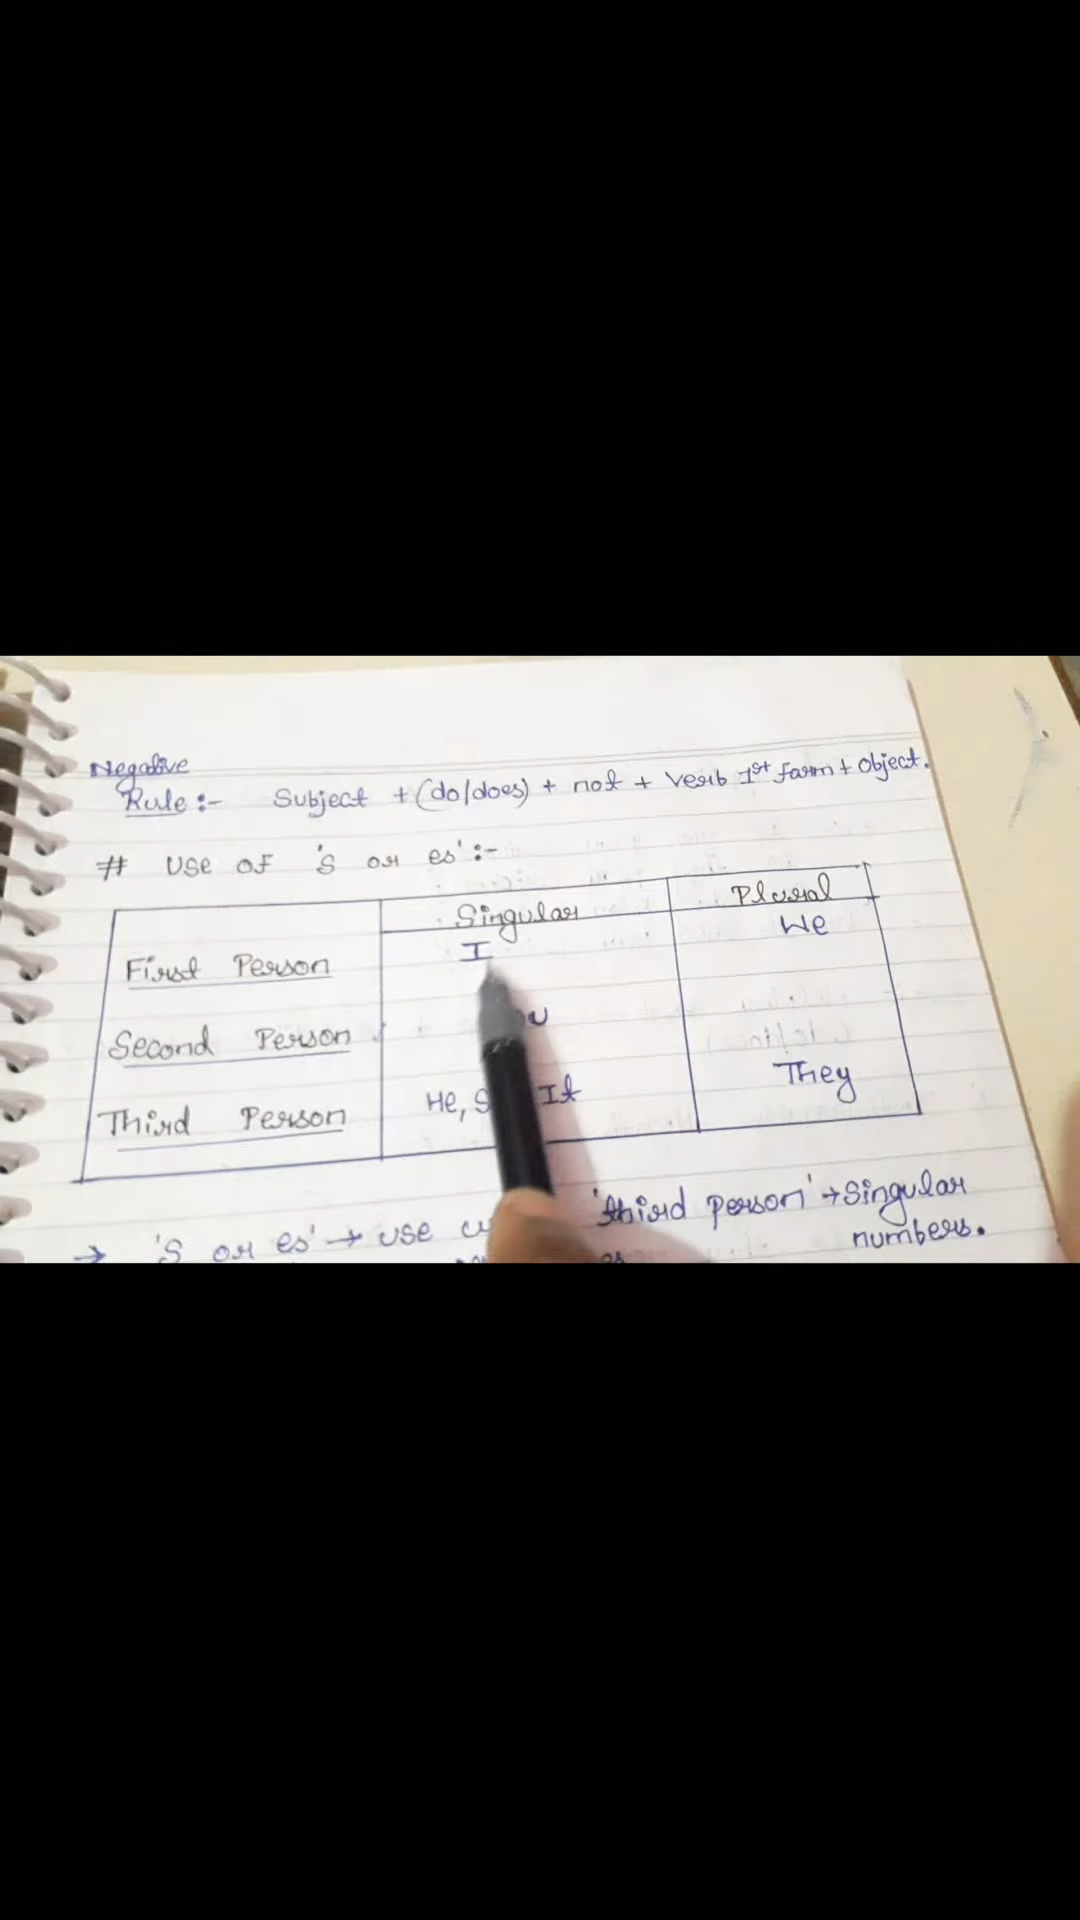 Negative
Rule :- Subject + (do/does) + not + Verb 1st farm + Object.
# Use of 's or es' :-
Singular Plural
First Person I We
Second Person
Third Person He, It They
→ 's or es' → use 'third person' → Singular
numbers.